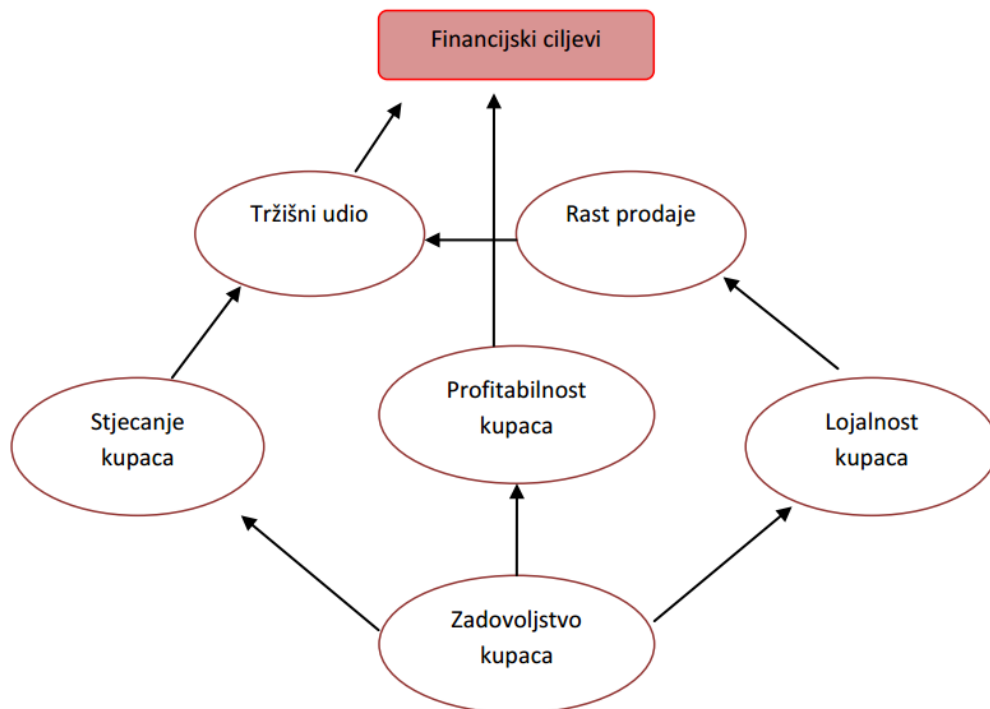 Financijski ciljevi
Tržišni udio
Rast prodaje
Profitabilnost
kupaca
Stjecanje
kupaca
Lojalnost
kupaca
Zadovoljstvo
kupaca